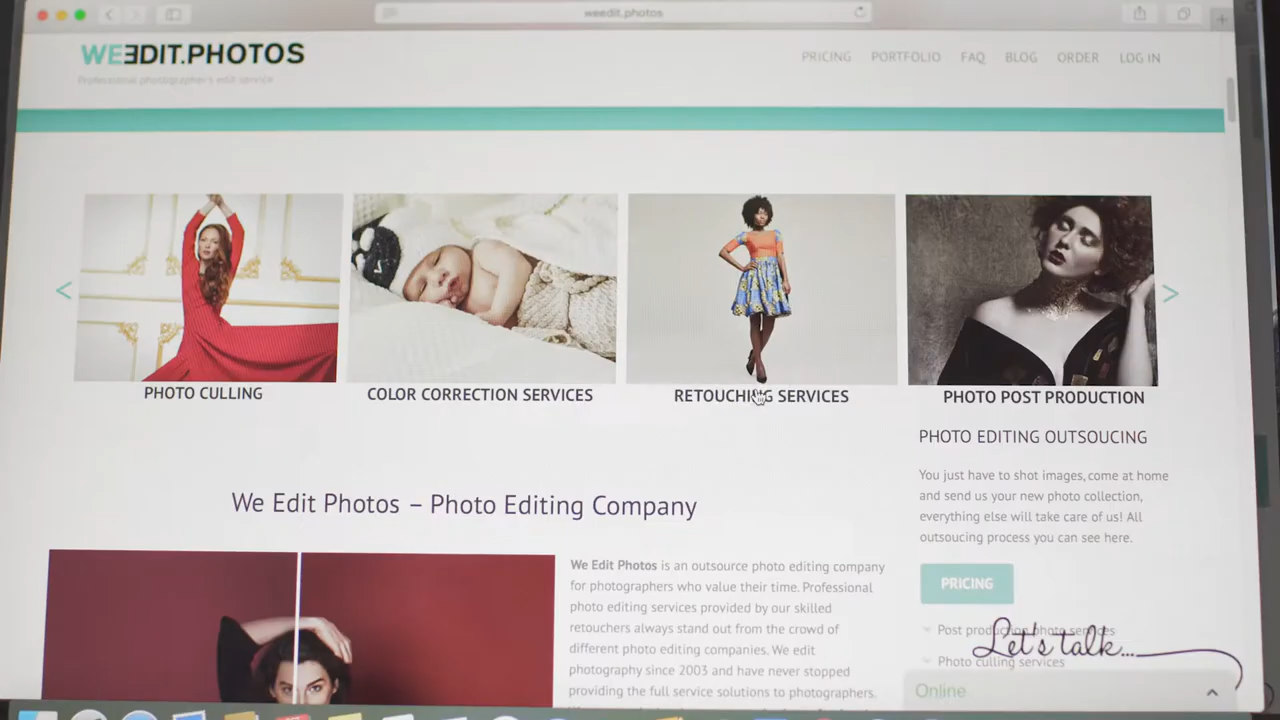 weedit.photos
WEEDIT.PHOTOS
Professional photographer's edit service
PRICING PORTFOLIO FAQ BLOG ORDER LOG IN
< >
PHOTO CULLING
COLOR CORRECTION SERVICES
RETOUCHING SERVICES
PHOTO POST PRODUCTION
PHOTO EDITING OUTSOUCING
You just have to shot images, come at home
and send us your new photo collection,
everything else will take care of us! All
outsoucing process you can see here.
PRICING
Post production photo services
Photo culling services
We Edit Photos – Photo Editing Company
We Edit Photos is an outsource photo editing company
for photographers who value their time. Professional
photo editing services provided by our skilled
retouchers always stand out from the crowd of
different photo editing companies. We edit
photography since 2003 and have never stopped
providing the full service solutions to photographers.
Let's talk...
Online